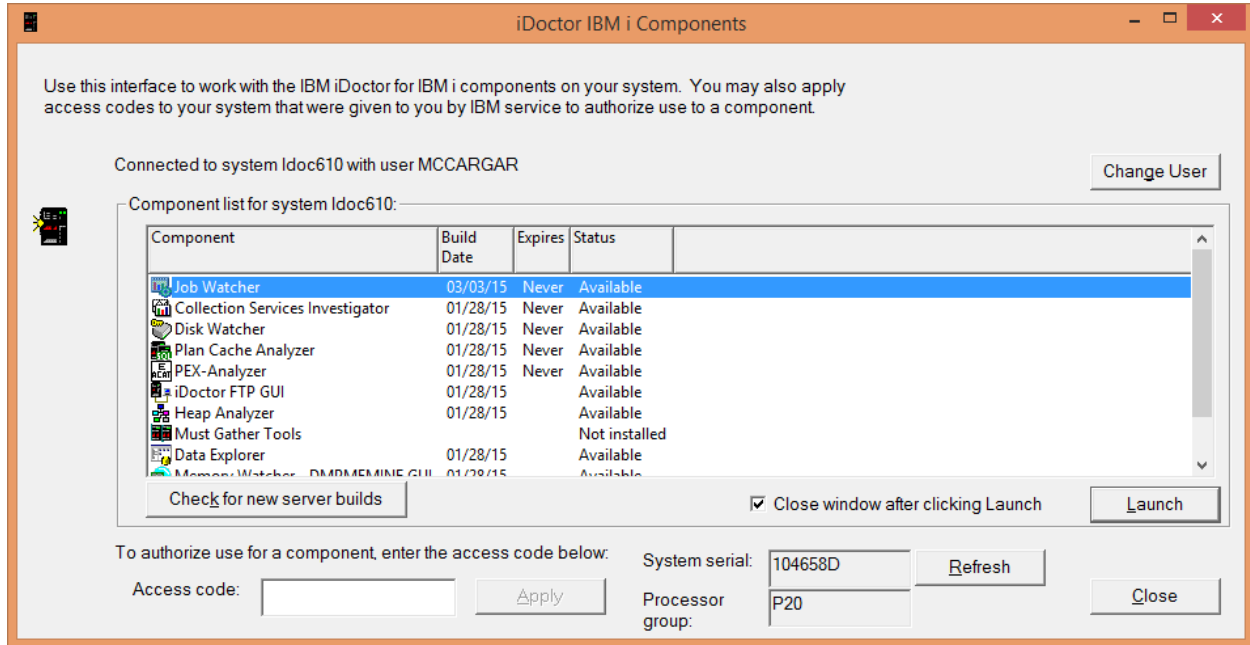 iDoctor IBM i Components
Use this interface to work with the IBM iDoctor for IBM i components on your system. You may also apply
access codes to your system that were given to you by IBM service to authorize use to a component.
Connected to system Idoc610 with user MCCARGAR
Change User
Component list for system Idoc610:
Component Build Date Expires Status
Job Watcher 03/03/15 Never Available
Collection Services Investigator 01/28/15 Never Available
Disk Watcher 01/28/15 Never Available
Plan Cache Analyzer 01/28/15 Never Available
PEX-Analyzer 01/28/15 Never Available
iDoctor FTP GUI 01/28/15 Available
Heap Analyzer 01/28/15 Available
Must Gather Tools Not installed
Data Explorer 01/28/15 Available
Memory Watcher - DMPMEMINF GUI 01/28/15 Available
Check for new server builds
Close window after clicking Launch
Launch
To authorize use for a component, enter the access code below:
Access code:
Apply
System serial: 104658D
Refresh
Processor
group: P20
Close